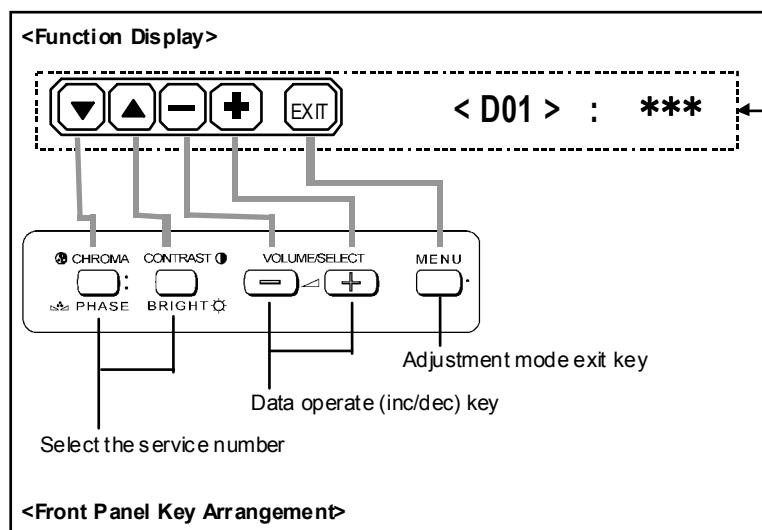 <Function Display>
EXIT < D01 > : ***
CHROMA CONTRAST VOLUME/SELECT MENU
PHASE BRIGHT
Adjustment mode exit key
Data operate (inc/dec) key
Select the service number
<Front Panel Key Arrangement>